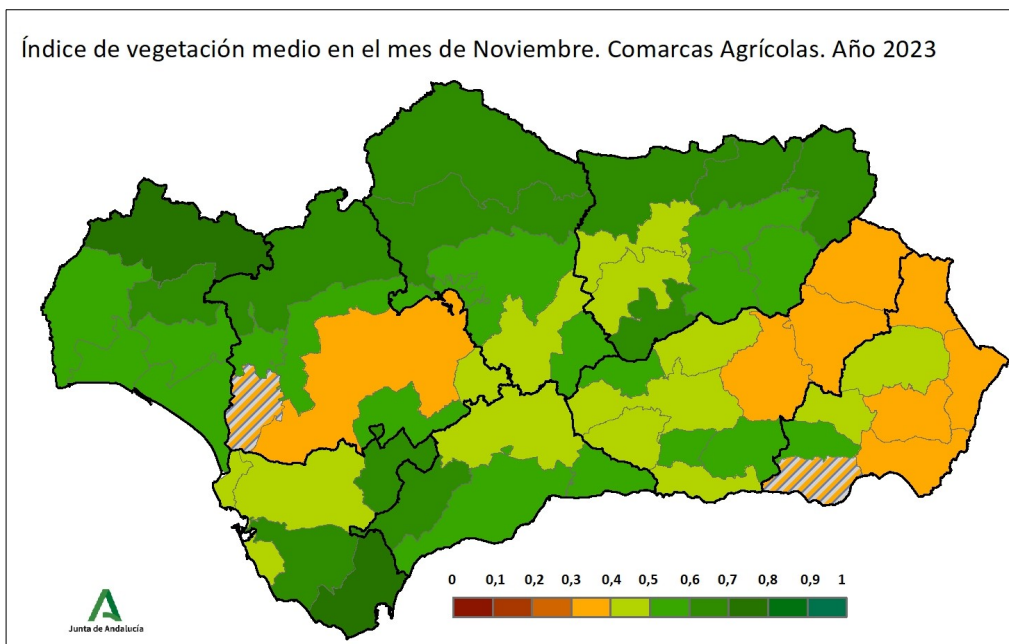 Índice de vegetación medio en el mes de Noviembre. Comarcas Agrícolas. Año 2023
0 0,1 0,2 0,3 0,4 0,5 0,6 0,7 0,8 0,9 1
Junta de Andalucía